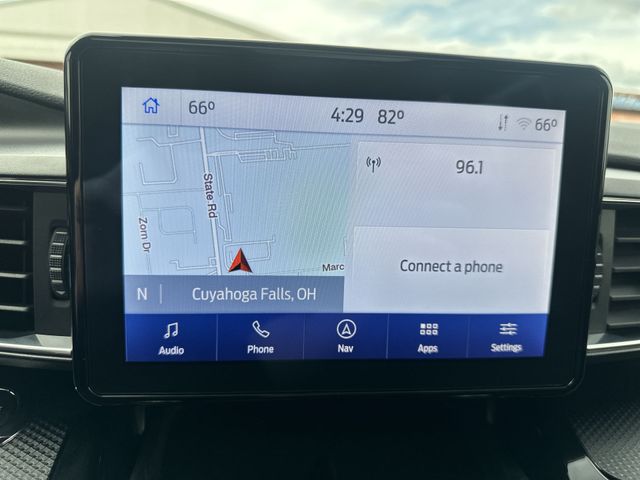 66° 4:29 82° 66°
State Rd
96.1
Zorn Dr
Marc
Connect a phone
N | Cuyahoga Falls, OH
Audio Phone Nav Apps Settings